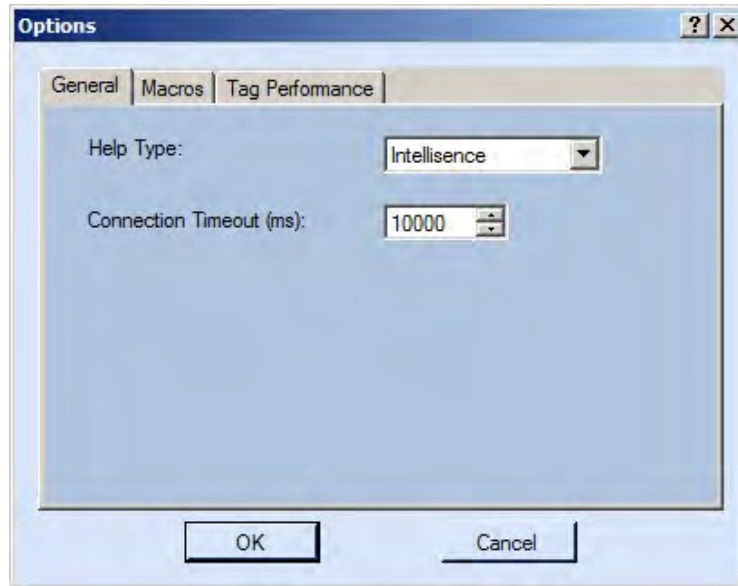 Options
General Macros Tag Performance
Help Type: Intellisence
Connection Timeout (ms): 10000
OK Cancel